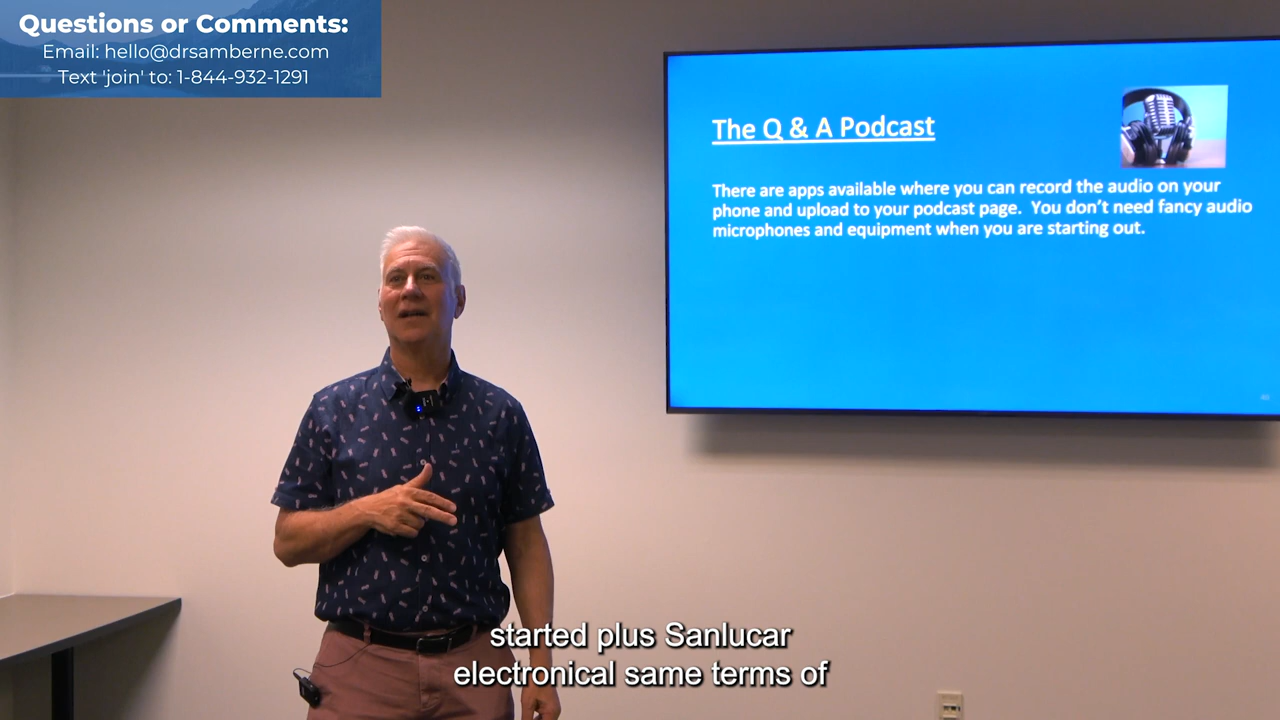 Questions or Comments:
Email: hello@drsamberne.com
Text 'join' to: 1-844-932-1291
The Q & A Podcast
There are apps available where you can record the audio on your
phone and upload to your podcast page.  You don't need fancy audio
microphones and equipment when you are starting out.
started plus Sanlucar
electronical same terms of